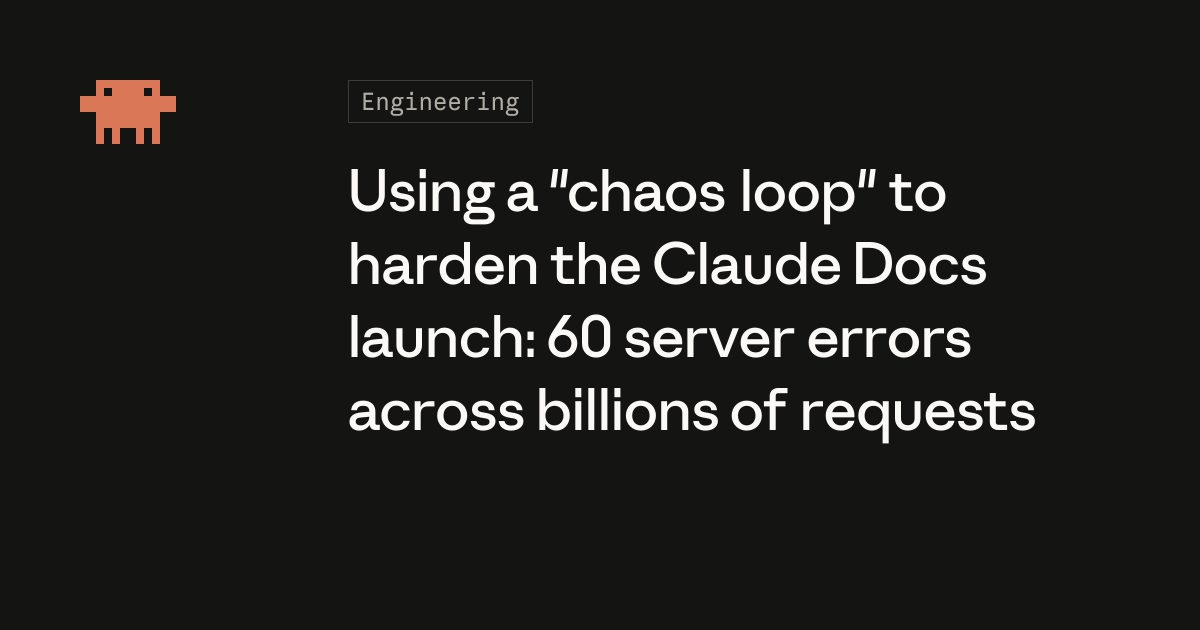 Engineering
Using a "chaos loop" to
harden the Claude Docs
launch: 60 server errors
across billions of requests